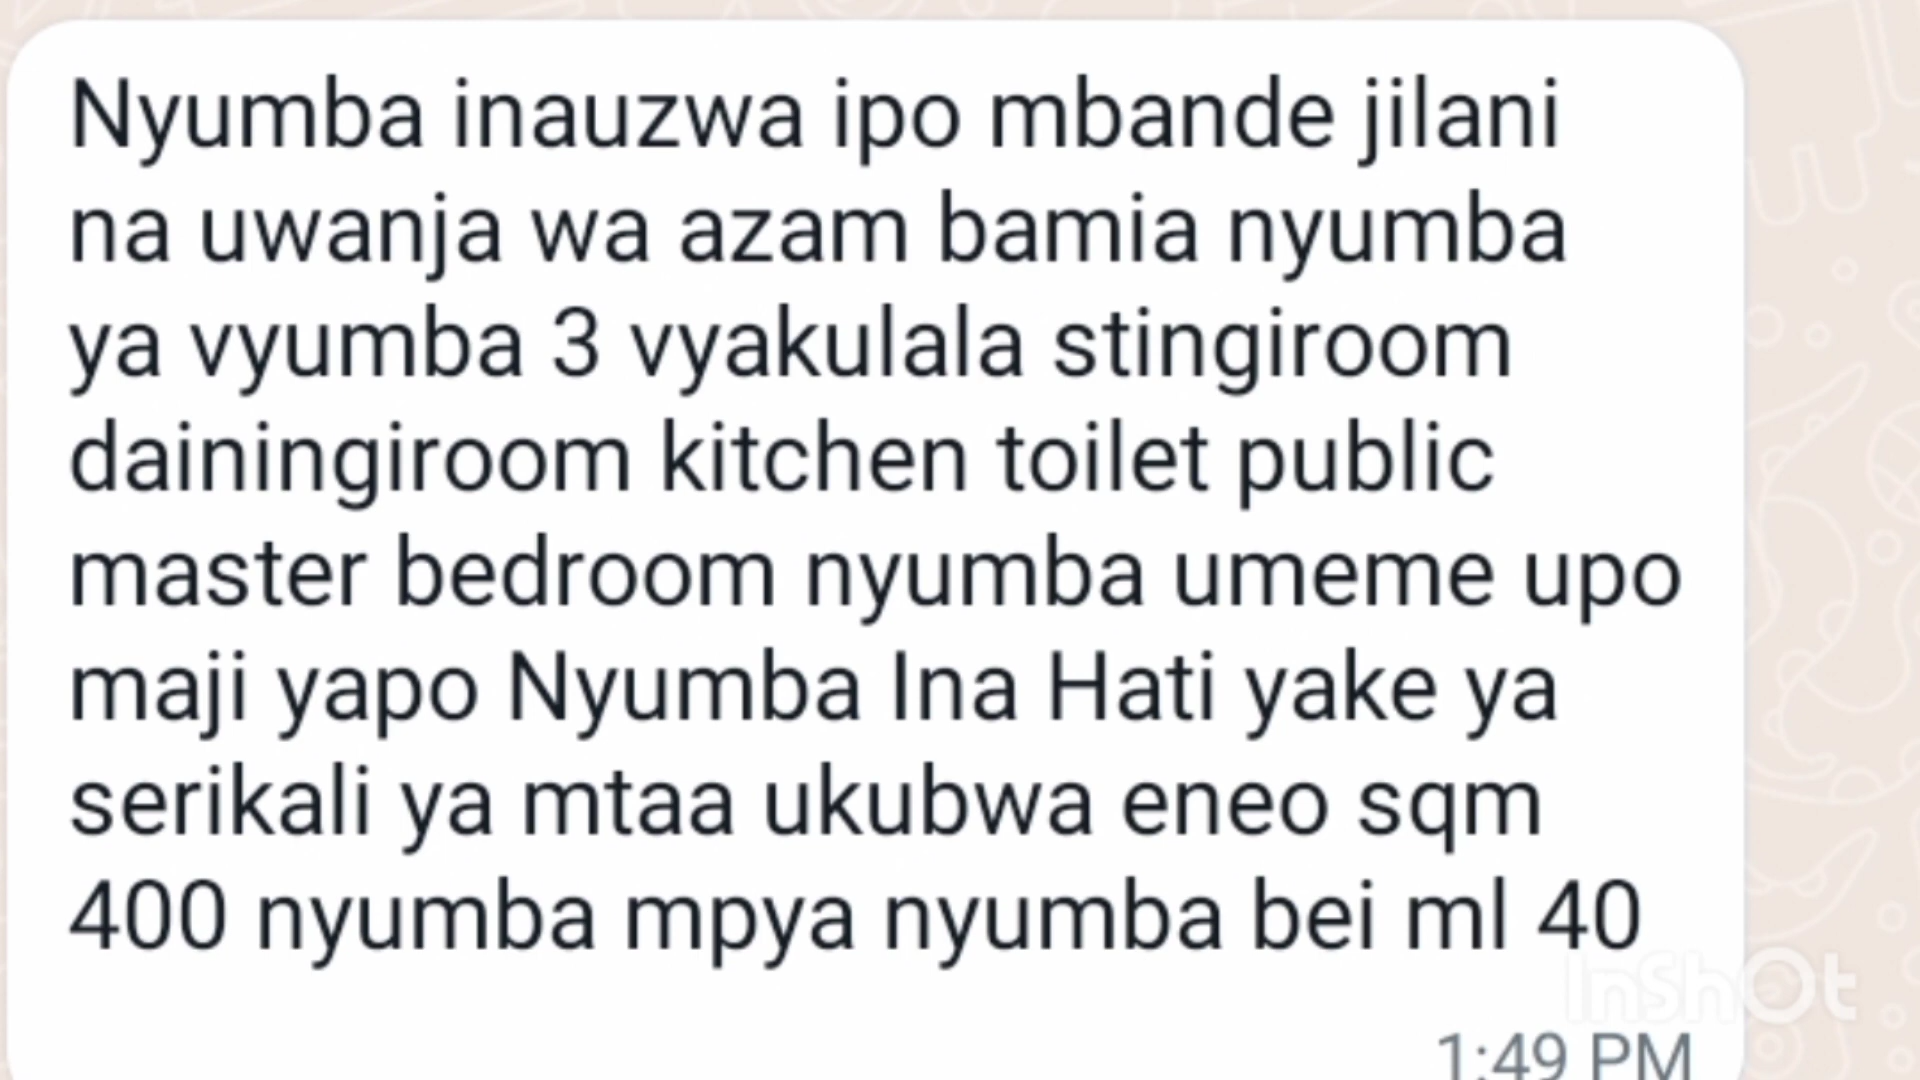 Nyumba inauzwa ipo mbande jilani
na uwanja wa azam bamia nyumba
ya vyumba 3 vyakulala stingiroom
dainingiroom kitchen toilet public
master bedroom nyumba umeme upo
maji yapo Nyumba Ina Hati yake ya
serikali ya mtaa ukubwa eneo sqm
400 nyumba mpya nyumba bei ml 40
InShOt
1:49 PM